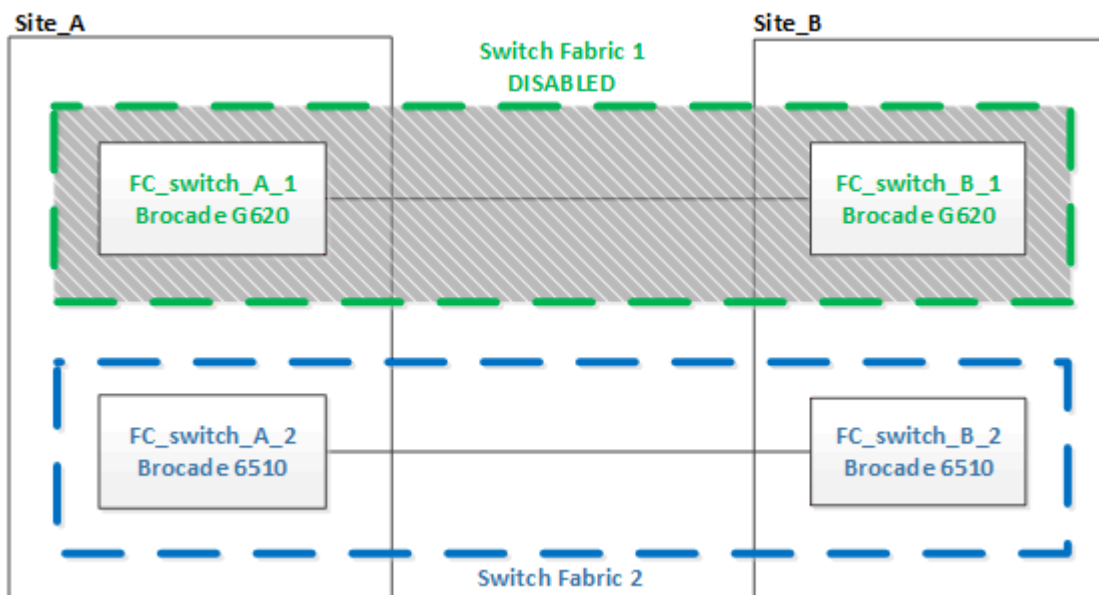 Site_A
Site_B
Switch Fabric 1
DISABLED
FC_switch_A_1
Brocade G620
FC_switch_B_1
Brocade G620
FC_switch_A_2
Brocade 6510
FC_switch_B_2
Brocade 6510
Switch Fabric 2